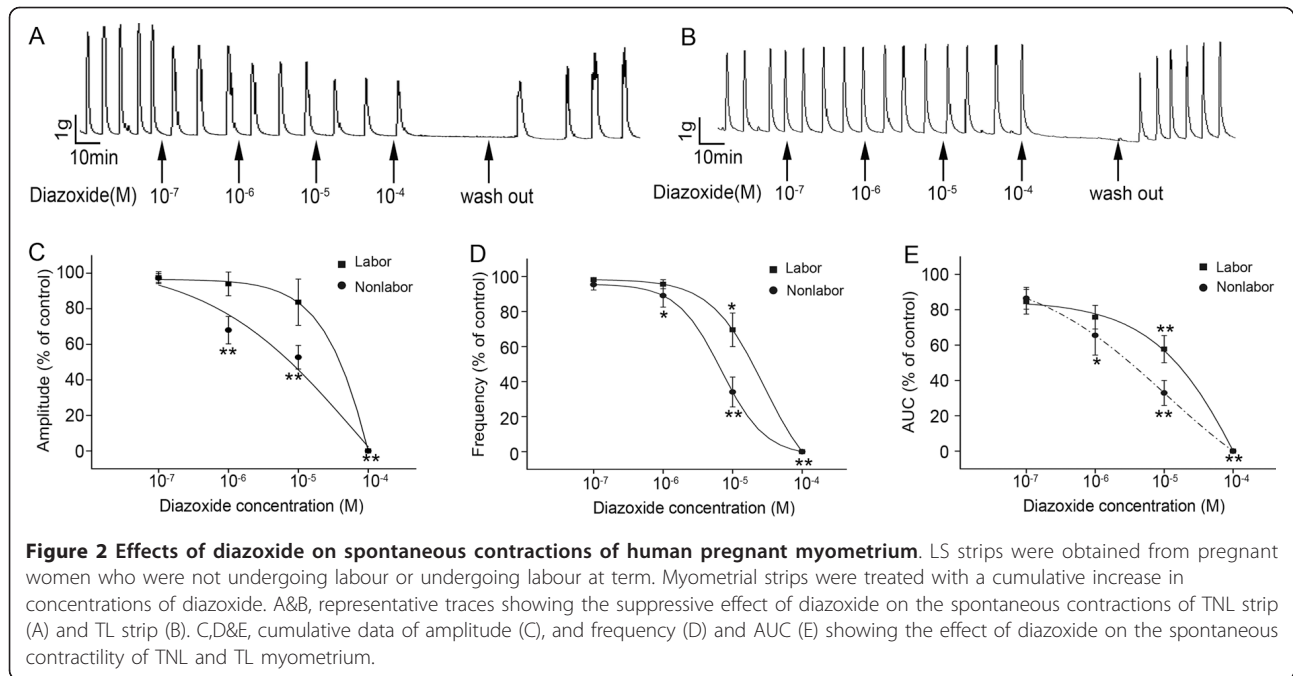 A
B
1g
10min
Diazoxide(M) 10-7 10-6 10-5 10-4 wash out
1g
10min
Diazoxide(M) 10-7 10-6 10-5 10-4 wash out
C
Labor
Nonlabor
Amplitude (% of control)
100
80
60
40
20
0
**
**
**
10-7 10-6 10-5 10-4
Diazoxide concentration (M)
D
Labor
Nonlabor
Frequency (% of control)
100
80
60
40
20
0
*
*
**
**
10-7 10-6 10-5 10-4
Diazoxide concentration (M)
E
Labor
Nonlabor
AUC (% of control)
100
80
60
40
20
0
**
*
**
**
10-7 10-6 10-5 10-4
Diazoxide concentration (M)
Figure 2 Effects of diazoxide on spontaneous contractions of human pregnant myometrium. LS strips were obtained from pregnant
women who were not undergoing labour or undergoing labour at term. Myometrial strips were treated with a cumulative increase in
concentrations of diazoxide. A&B, representative traces showing the suppressive effect of diazoxide on the spontaneous contractions of TNL strip
(A) and TL strip (B). C,D&E, cumulative data of amplitude (C), and frequency (D) and AUC (E) showing the effect of diazoxide on the spontaneous
contractility of TNL and TL myometrium.